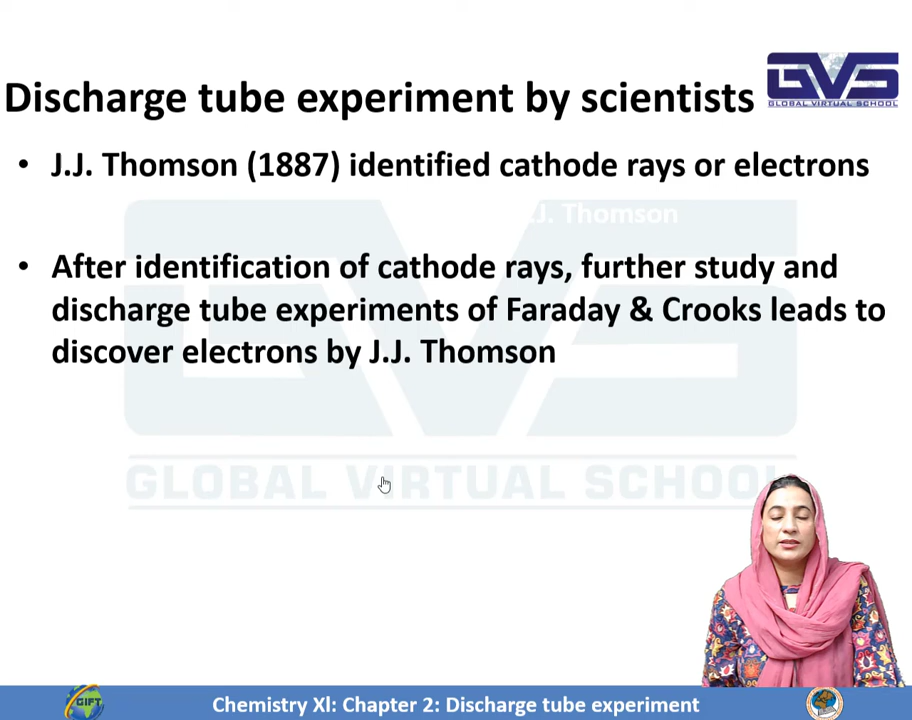 Discharge tube experiment by scientists
GVS
GLOBAL VIRTUAL SCHOOL
• J.J. Thomson (1887) identified cathode rays or electrons
J. Thomson
• After identification of cathode rays, further study and
discharge tube experiments of Faraday & Crooks leads to
discover electrons by J.J. Thomson
GVS
GLOBAL VIRTUAL SCHOOL
GIFT
Chemistry Xl: Chapter 2: Discharge tube experiment